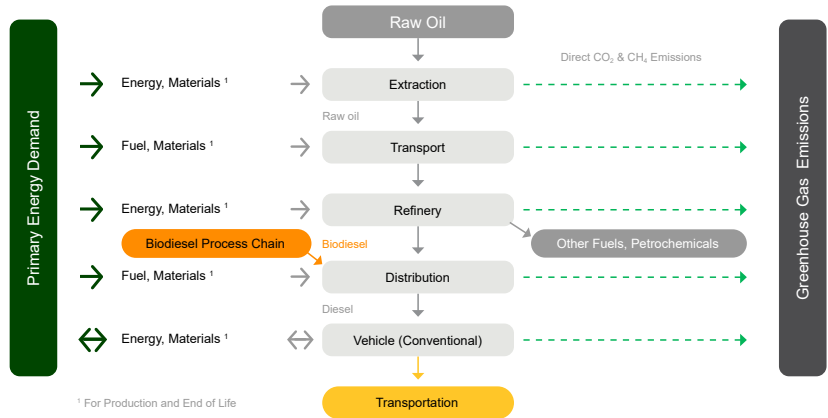 Raw Oil
Primary Energy Demand
Greenhouse Gas Emissions
Direct CO₂ & CH₄ Emissions
Energy, Materials ¹
Extraction
Raw oil
Fuel, Materials ¹
Transport
Energy, Materials ¹
Refinery
Biodiesel Process Chain
Biodiesel
Other Fuels, Petrochemicals
Fuel, Materials ¹
Distribution
Diesel
Energy, Materials ¹
Vehicle (Conventional)
¹ For Production and End of Life
Transportation